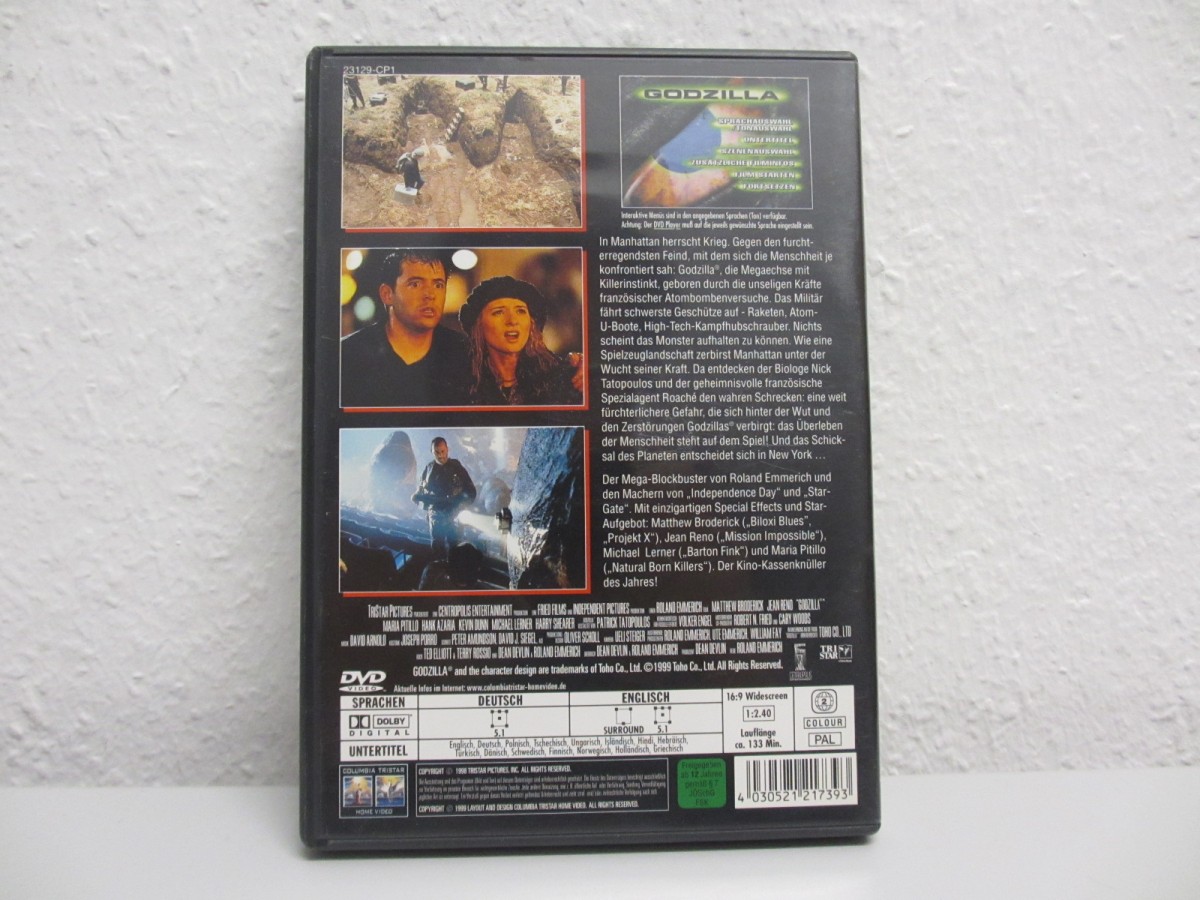 23129-CP1
GODZILLA
SPRACHAUSWAHL
TONAUSWAHL
UNTERTITEL
SZENENAUSWAHL
ZUSÄTZLICHE FILMINFOS
FILM STARTEN
FORTSETZEN
Interaktive Menüs sind in den angegebenen Sprachen (Ton) verfügbar.
Achtung: Der DVD Player muß auf die jeweils gewünschte Sprache eingestellt sein.
In Manhattan herrscht Krieg. Gegen den furcht-
erregendsten Feind, mit dem sich die Menschheit je
konfrontiert sah: Godzilla®, die Megaechse mit
Killerinstinkt, geboren durch die unseligen Kräfte
französischer Atombombenversuche. Das Militär
fährt schwerste Geschütze auf - Raketen, Atom-
U-Boote, High-Tech-Kampfhubschrauber. Nichts
scheint das Monster aufhalten zu können. Wie eine
Spielzeuglandschaft zerbirst Manhattan unter der
Wucht seiner Kraft. Da entdecken der Biologe Nick
Tatopoulos und der geheimnisvolle französische
Spezialagent Roaché den wahren Schrecken: eine weit
fürchterlichere Gefahr, die sich hinter der Wut und
den Zerstörungen Godzillas® verbirgt: das Überleben
der Menschheit steht auf dem Spiel! Und das Schick-
sal des Planeten entscheidet sich in New York ...
Der Mega-Blockbuster von Roland Emmerich und
den Machern von „Independence Day" und „Star-
Gate". Mit einzigartigen Special Effects und Star-
Aufgebot: Matthew Broderick („Biloxi Blues",
„Projekt X"), Jean Reno („Mission Impossible"),
Michael Lerner („Barton Fink") und Maria Pitillo
(„Natural Born Killers"). Der Kino-Kassenknüller
des Jahres!
TRISTAR PICTURES CENTROPOLIS ENTERTAINMENT FRIED FILMS INDEPENDENT PICTURES ROLAND EMMERICH MATTHEW BRODERICK JEAN RENO "GODZILLA"
MARIA PITILLO HANK AZARIA KEVIN DUNN MICHAEL LERNER HARRY SHEARER PATRICK TATOPOULOS VOLKER ENGEL ROBERT N. FRIED CARY WOODS
DAVID ARNOLD JOSEPH PORRO PETER AMUNDSON, DAVID J. SIEGEL OLIVER SCHOLL UELI STEIGER ROLAND EMMERICH, UTE EMMERICH, WILLIAM FAY TOHO CO., LTD
TED ELLIOTT & TERRY ROSSIO DEAN DEVLIN & ROLAND EMMERICH DEAN DEVLIN & ROLAND EMMERICH DEAN DEVLIN ROLAND EMMERICH
TRI STAR
GODZILLA® and the character design are trademarks of Toho Co., Ltd. ©1999 Toho Co., Ltd. All Rights Reserved.
DVD
VIDEO
Aktuelle Infos im Internet: www.columbiatristar-homevideo.de
SPRACHEN
DEUTSCH
ENGLISCH
16:9 Widescreen
2
DOLBY
DIGITAL
5.1
SURROUND 5.1
1:2.40
COLOUR
Lauflänge
ca. 133 Min.
PAL
UNTERTITEL
Englisch, Deutsch, Polnisch, Tschechisch, Ungarisch, Isländisch, Hindi, Hebräisch,
Türkisch, Dänisch, Schwedisch, Finnisch, Norwegisch, Holländisch, Griechisch
COLUMBIA TRISTAR
HOME VIDEO
COPYRIGHT © 1998 TRISTAR PICTURES, INC. ALL RIGHTS RESERVED.
COPYRIGHT © 1999 LAYOUT AND DESIGN COLUMBIA TRISTAR HOME VIDEO. ALL RIGHTS RESERVED.
Freigegeben
ab 12 Jahren
gemäß § 7
JÖSchG
FSK
4 030521 217393